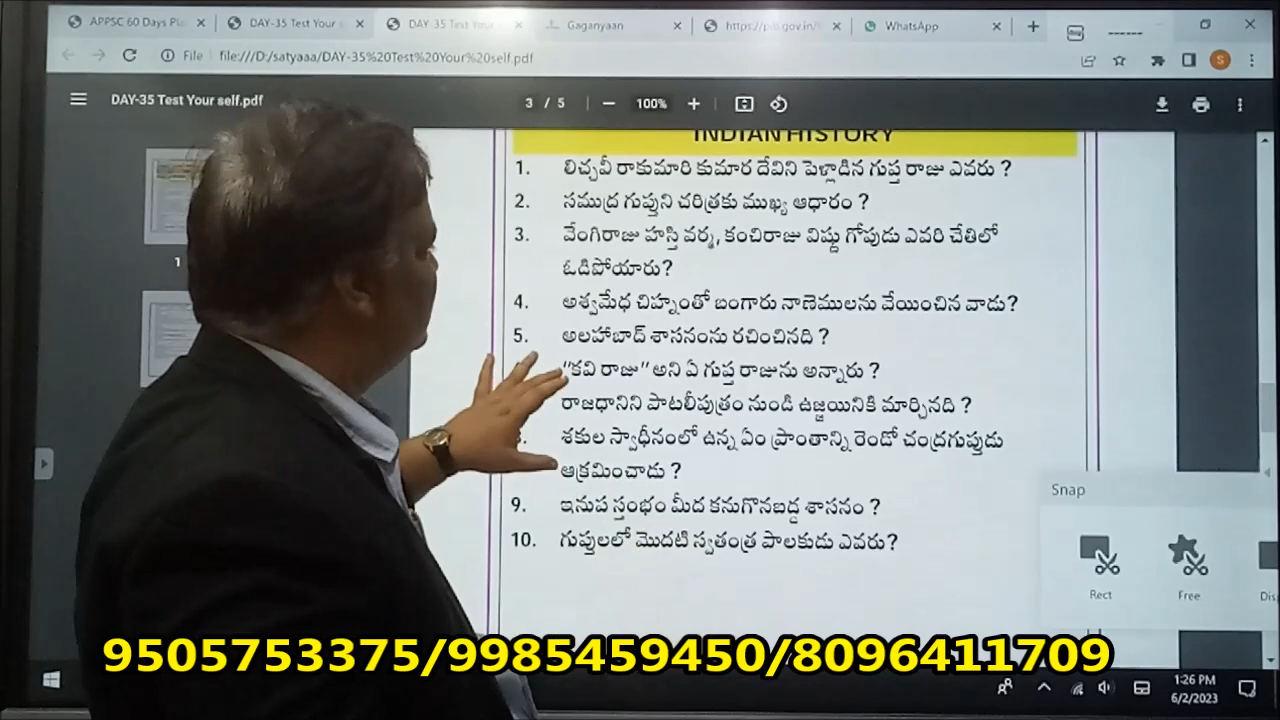 APPSC 60 Days
DAY-35 Test Your s
DAY 35 Test Your
Gaganyaan
https://pib.gov.in/
WhatsApp
File
file:///D:/satyaaa/DAY-35%20Test%20Your%20self.pdf
DAY-35 Test Your self.pdf
3 / 5
100%
INDIAN HISTORY
1. లిచ్చవీ రాకుమారి కుమార దేవిని పెళ్లాడిన గుప్త రాజు ఎవరు ?
2. సముద్ర గుప్తుని చరిత్రకు ముఖ్య ఆధారం ?
3. వేంగిరాజు హస్తి వర్మ, కంచిరాజు విష్ణు గోపుడు ఎవరి చేతిలో
ఓడిపోయారు?
4. అశ్వమేధ చిహ్నంతో బంగారు నాణెములను వేయించిన వాడు?
5. అలహాబాద్ శాసనంను రచించినది ?
"కవి రాజు" అని ఏ గుప్త రాజును అన్నారు ?
రాజధానిని పాటలీపుత్రం నుండి ఉజ్జయినికి మార్చినది ?
శకుల స్వాధీనంలో ఉన్న ఏం ప్రాంతాన్ని రెండో చంద్రగుప్తుడు
ఆక్రమించాడు ?
9. ఇనుప స్తంభం మీద కనుగొనబడ్డ శాసనం ?
10. గుప్తులలో మొదటి స్వతంత్ర పాలకుడు ఎవరు?
1
Snap
Rect
Free
9505753375/9985459450/8096411709
1:26 PM
6/2/2023